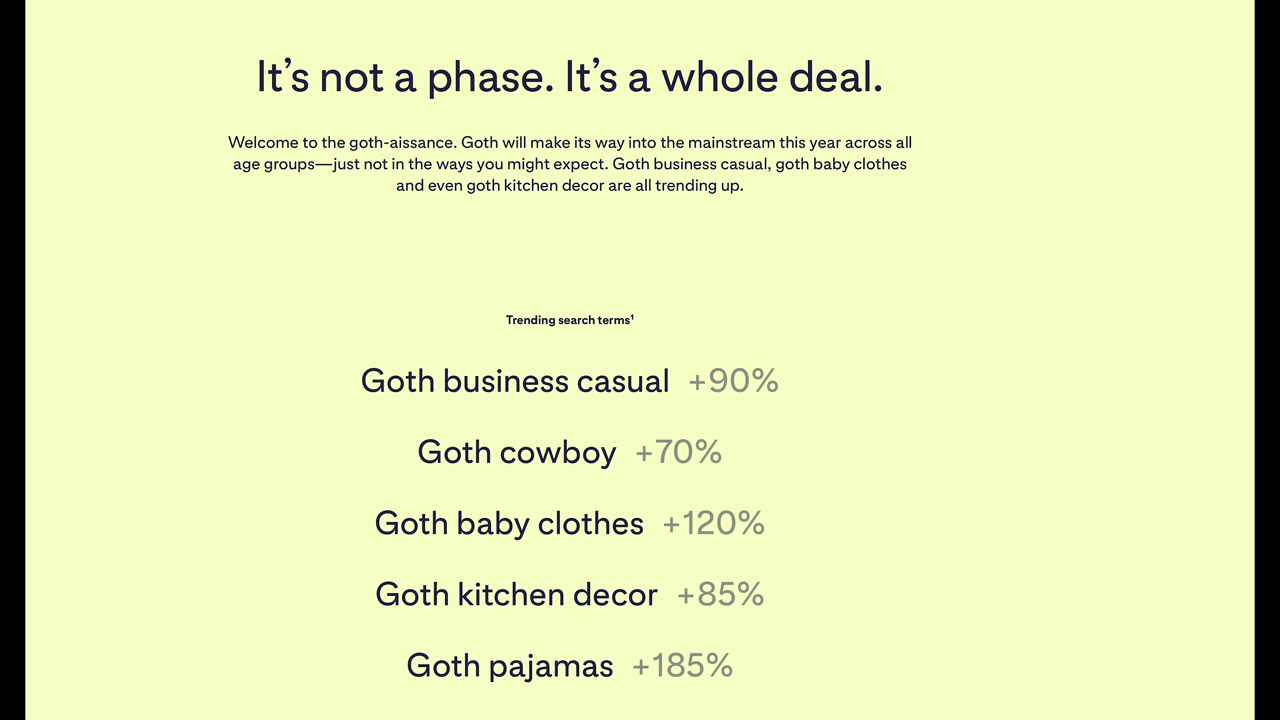 It’s not a phase. It’s a whole deal.
Welcome to the goth-aissance. Goth will make its way into the mainstream this year across all
age groups—just not in the ways you might expect. Goth business casual, goth baby clothes
and even goth kitchen decor are all trending up.
Trending search terms¹
Goth business casual +90%
Goth cowboy +70%
Goth baby clothes +120%
Goth kitchen decor +85%
Goth pajamas +185%